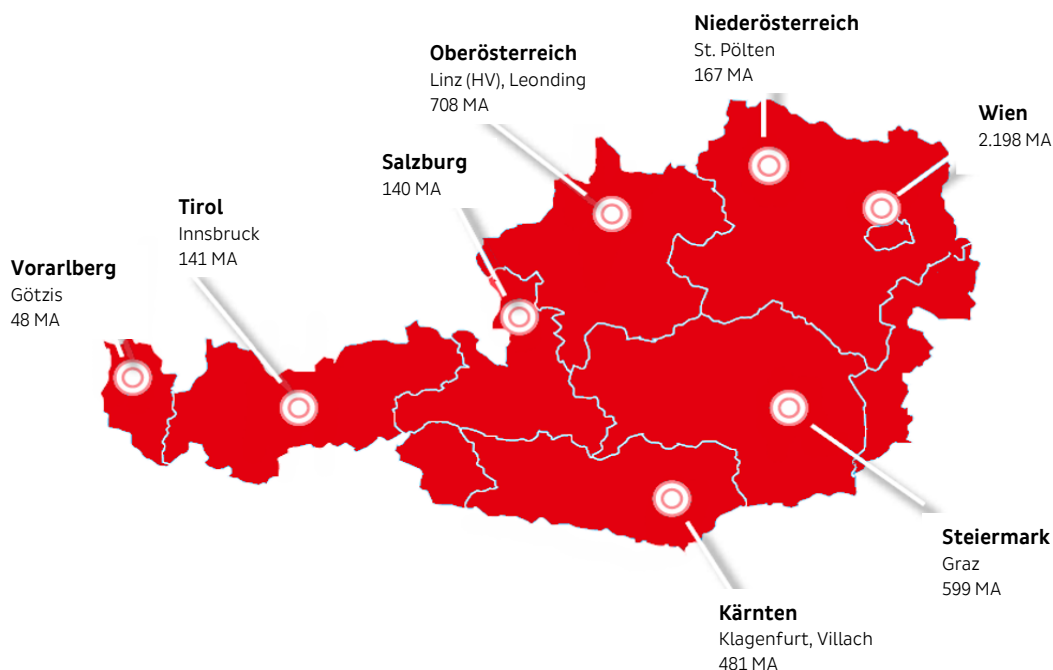 Niederösterreich
St. Pölten
167 MA
Oberösterreich
Linz (HV), Leonding
708 MA
Wien
2.198 MA
Salzburg
140 MA
Tirol
Innsbruck
141 MA
Vorarlberg
Götzis
48 MA
Steiermark
Graz
599 MA
Kärnten
Klagenfurt, Villach
481 MA